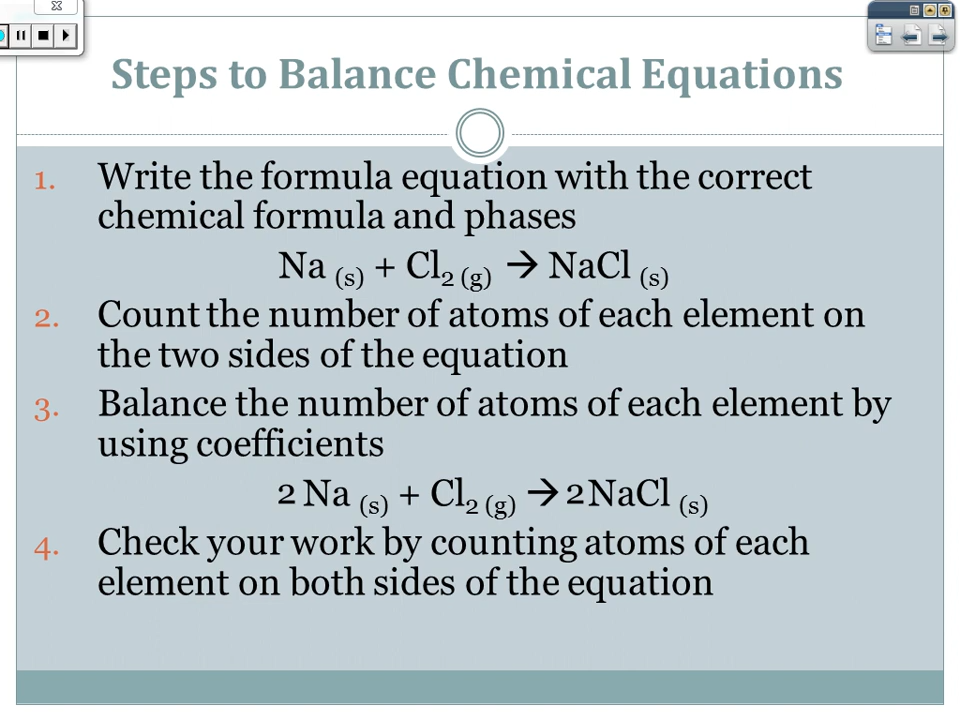 Steps to Balance Chemical Equations
1. Write the formula equation with the correct
chemical formula and phases
Na (s) + Cl2 (g) → NaCl (s)
2. Count the number of atoms of each element on
the two sides of the equation
3. Balance the number of atoms of each element by
using coefficients
2 Na (s) + Cl2 (g) → 2 NaCl (s)
4. Check your work by counting atoms of each
element on both sides of the equation